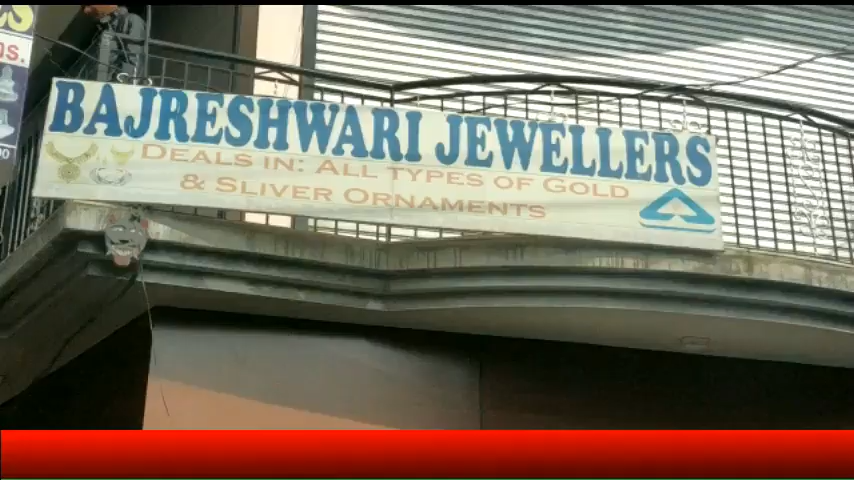 BAJRESHWARI JEWELLERS
DEALS IN: ALL TYPES OF GOLD
& SLIVER ORNAMENTS